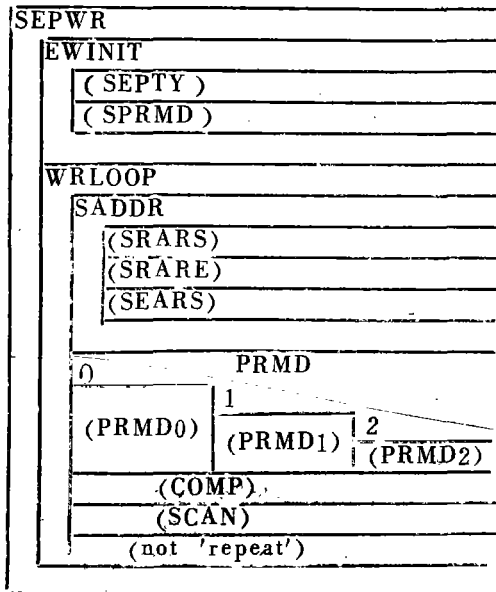 SEPWR
EWINIT
( SEPTY )
( SPRMD )
WRLOOP
SADDR
(SRARS)
(SRARE)
(SEARS)
PRMD
0
1
2
(PRMD0)
(PRMD1)
(PRMD2)
(COMP)
(SCAN)
(not 'repeat')